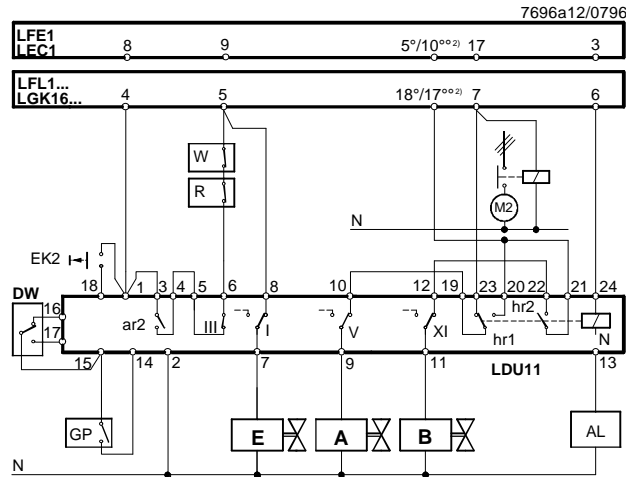 7696a12/0796
LFE1
LEC1
8 9 5°/10°° 2) 17 3
LFL1...
LGK16...
4 5 18°/17°° 2) 7 6
W
R
M2
N
EK2
18 1 3 4 5 6 8 10 12 19 23 20 22 21 24
DW
16
17
ar2 III I V XI hr2 hr1 N
LDU11
15 14 2 7 9 11 13
GP E A B AL
N